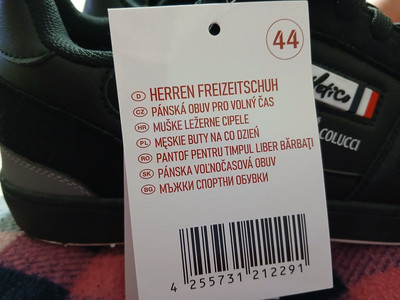 44
D HERREN FREIZEITSCHUH
CZ PÁNSKÁ OBUV PRO VOLNÝ ČAS
HR MUŠKE LEŽERNE CIPELE
PL MĘSKIE BUTY NA CO DZIEŃ
RO PANTOF PENTRU TIMPUL LIBER BĂRBAȚI
SK PÁNSKA VOĽNOČASOVÁ OBUV
BG МЪЖКИ СПОРТНИ ОБУВКИ
COLUCCI
4 255731 212291